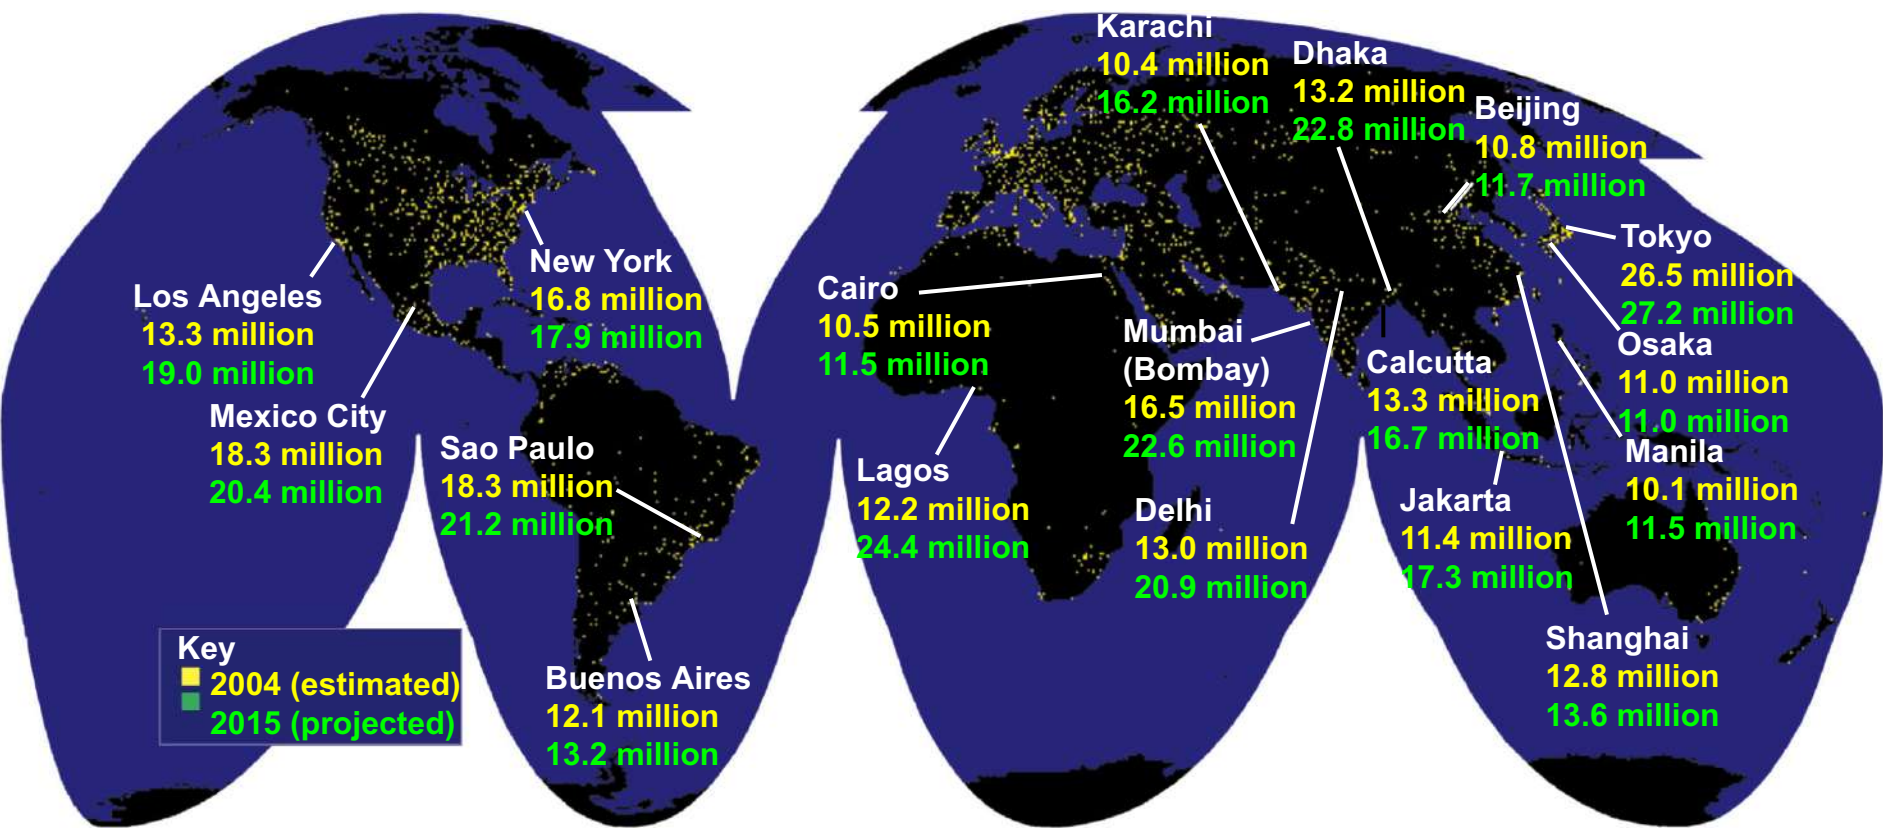 Karachi
10.4 million
16.2 million
Dhaka
13.2 million
22.8 million
Beijing
10.8 million
11.7 million
Tokyo
26.5 million
27.2 million
Osaka
11.0 million
11.0 million
Manila
10.1 million
11.5 million
New York
16.8 million
17.9 million
Los Angeles
13.3 million
19.0 million
Mexico City
18.3 million
20.4 million
Sao Paulo
18.3 million
21.2 million
Buenos Aires
12.1 million
13.2 million
Cairo
10.5 million
11.5 million
Lagos
12.2 million
24.4 million
Mumbai
(Bombay)
16.5 million
22.6 million
Delhi
13.0 million
20.9 million
Calcutta
13.3 million
16.7 million
Jakarta
11.4 million
17.3 million
Shanghai
12.8 million
13.6 million
Key
2004 (estimated)
2015 (projected)